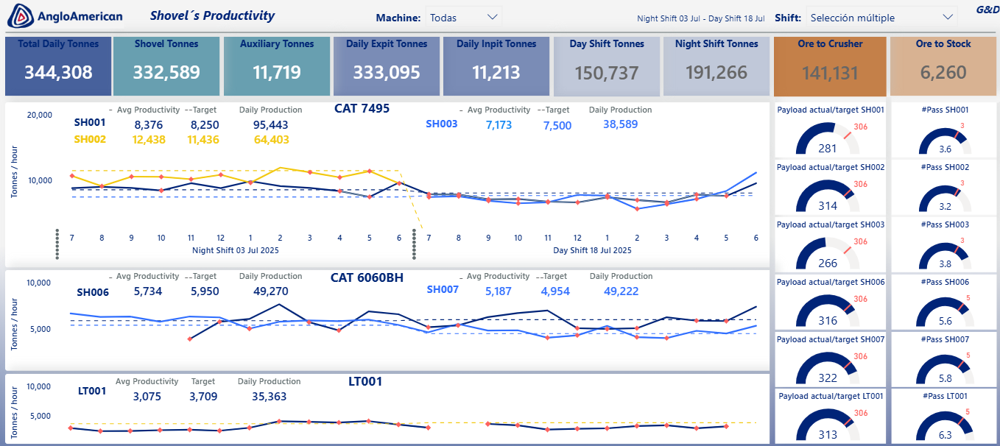 AngloAmerican
Shovel´s Productivity
Machine: Todas
Night Shift 03 Jul - Day Shift 18 Jul
Shift: Selección múltiple
G&D
Total Daily Tonnes
344,308
Shovel Tonnes
332,589
Auxiliary Tonnes
11,719
Daily Expit Tonnes
333,095
Daily Inpit Tonnes
11,213
Day Shift Tonnes
150,737
Night Shift Tonnes
191,266
Ore to Crusher
141,131
Ore to Stock
6,260
CAT 7495
– Avg Productivity --Target Daily Production
SH001 8,376 8,250 95,443
SH002 12,438 11,436 64,403
– Avg Productivity --Target Daily Production
SH003 7,173 7,500 38,589
Tonnes / hour
20,000
10,000
7 8 9 10 11 12 1 2 3 4 5 6 7 8 9 10 11 12 1 2 3 4 5 6
Night Shift 03 Jul 2025 Day Shift 18 Jul 2025
CAT 6060BH
– Avg Productivity --Target Daily Production
SH006 5,734 5,950 49,270
– Avg Productivity --Target Daily Production
SH007 5,187 4,954 49,222
Tonnes / hour
10,000
5,000
LT001
Avg Productivity Target Daily Production
LT001 3,075 3,709 35,363
Tonnes / hour
10,000
5,000
Payload actual/target SH001
306
281
#Pass SH001
3
3.6
Payload actual/target SH002
306
314
#Pass SH002
3
3.2
Payload actual/target SH003
306
266
#Pass SH003
3
3.8
Payload actual/target SH006
306
316
#Pass SH006
5
5.6
Payload actual/target SH007
306
322
#Pass SH007
5
5.8
Payload actual/target LT001
306
313
#Pass LT001
5
6.3